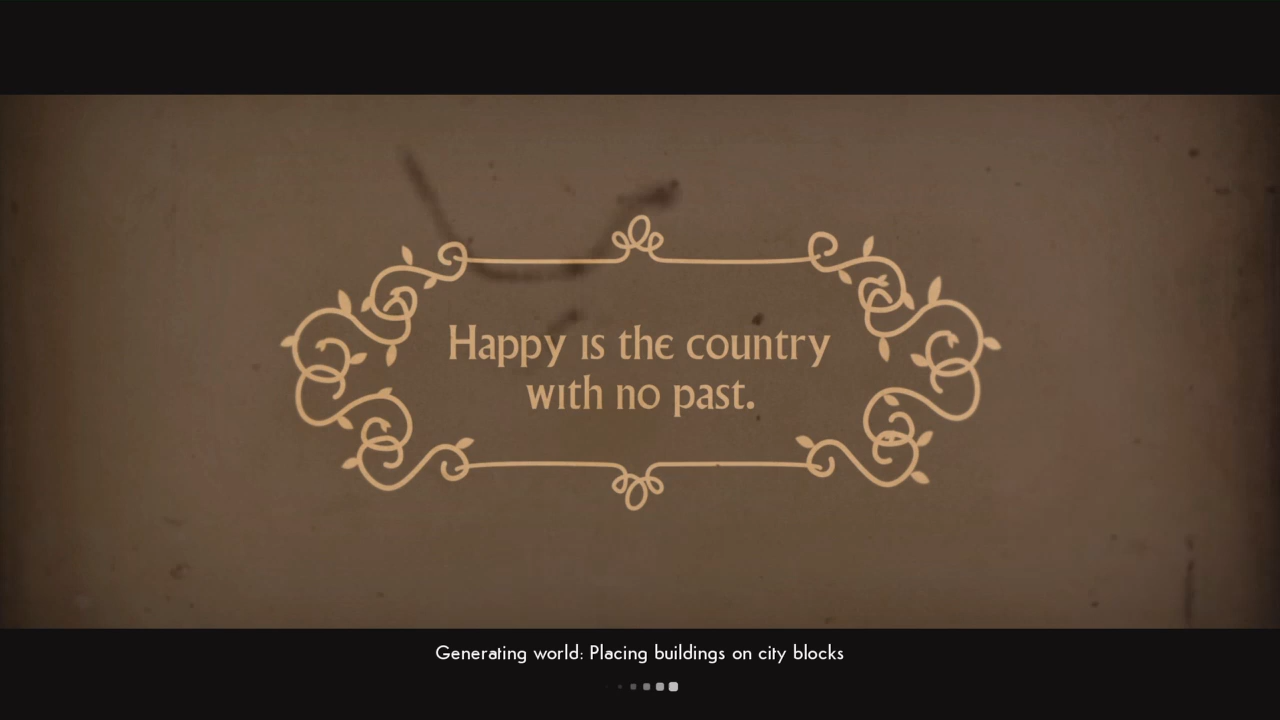 Happy is the country
with no past.
Generating world: Placing buildings on city blocks